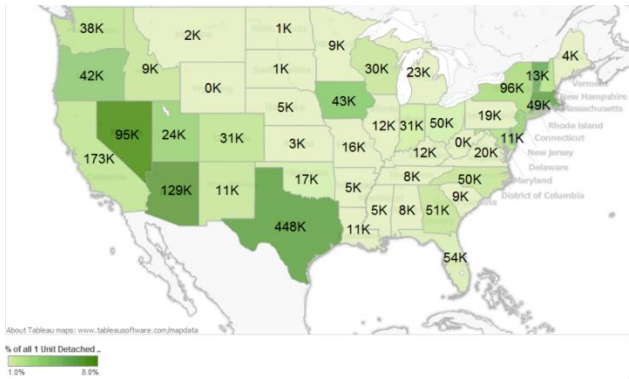 38K
2K
1K
9K
4K
42K
9K
1K
30K
23K
96K
13K
Vermont
New Hampshire
Massachusetts
0K
5K
43K
49K
Rhode Island
Connecticut
95K
24K
31K
3K
16K
12K
31K
50K
19K
11K
New Jersey
Delaware
Maryland
District of Columbia
173K
0K
12K
20K
129K
11K
17K
5K
8K
50K
9K
448K
11K
5K
8K
51K
54K
About Tableau maps: www.tableausoftware.com/mapdata
% of all 1 Unit Detached ..
1.0%
8.0%